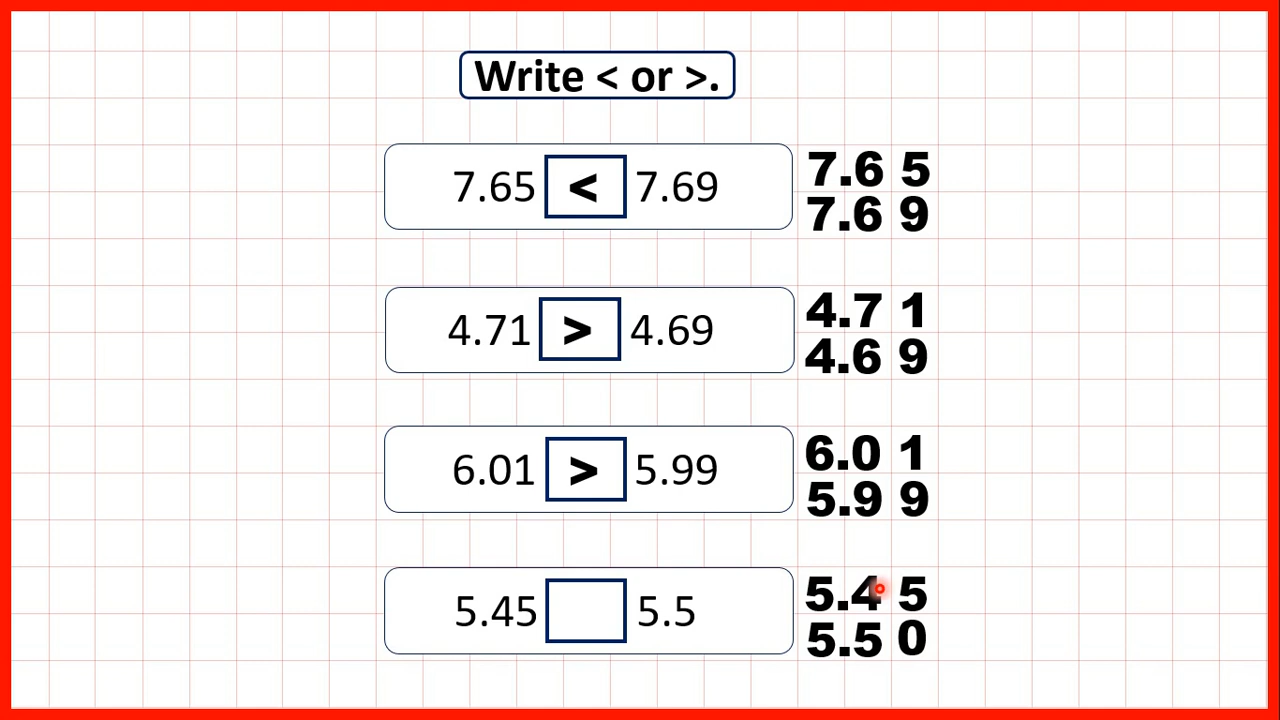 Write < or >.
7.65 < 7.69
7.6 5
7.6 9
4.71 > 4.69
4.7 1
4.6 9
6.01 > 5.99
6.0 1
5.9 9
5.45 5.5
5.4 5
5.5 0